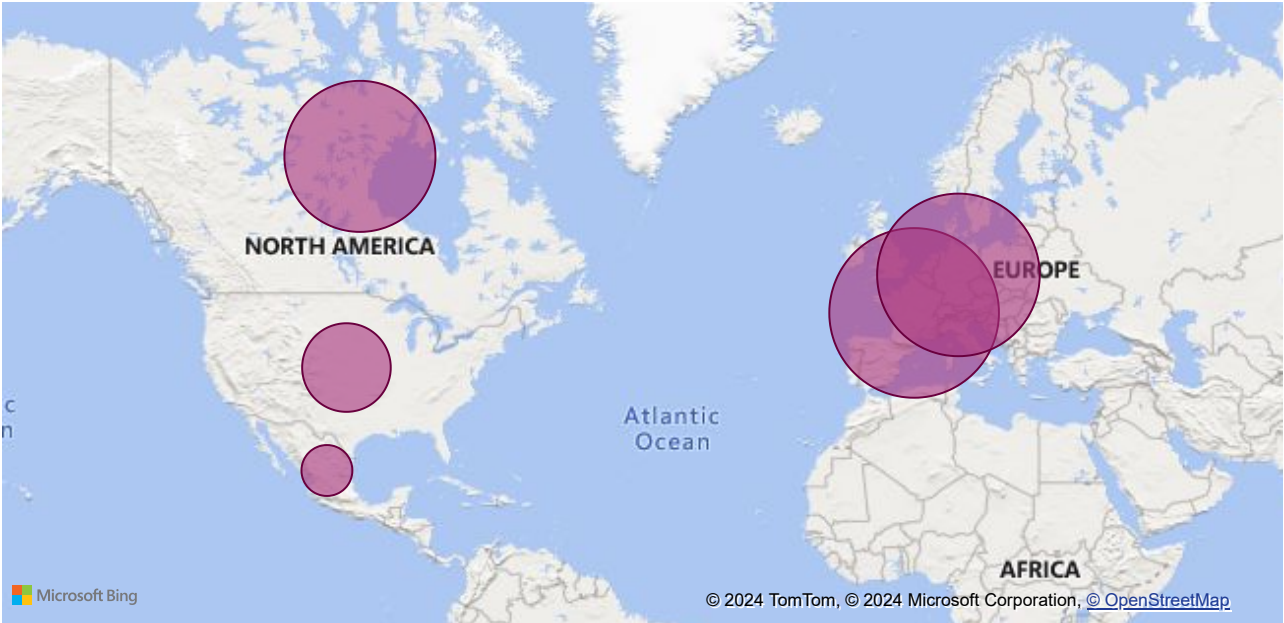 NORTH AMERICA
EUROPE
c
n
Atlantic
Ocean
AFRICA
Microsoft Bing
© 2024 TomTom, © 2024 Microsoft Corporation, © OpenStreetMap